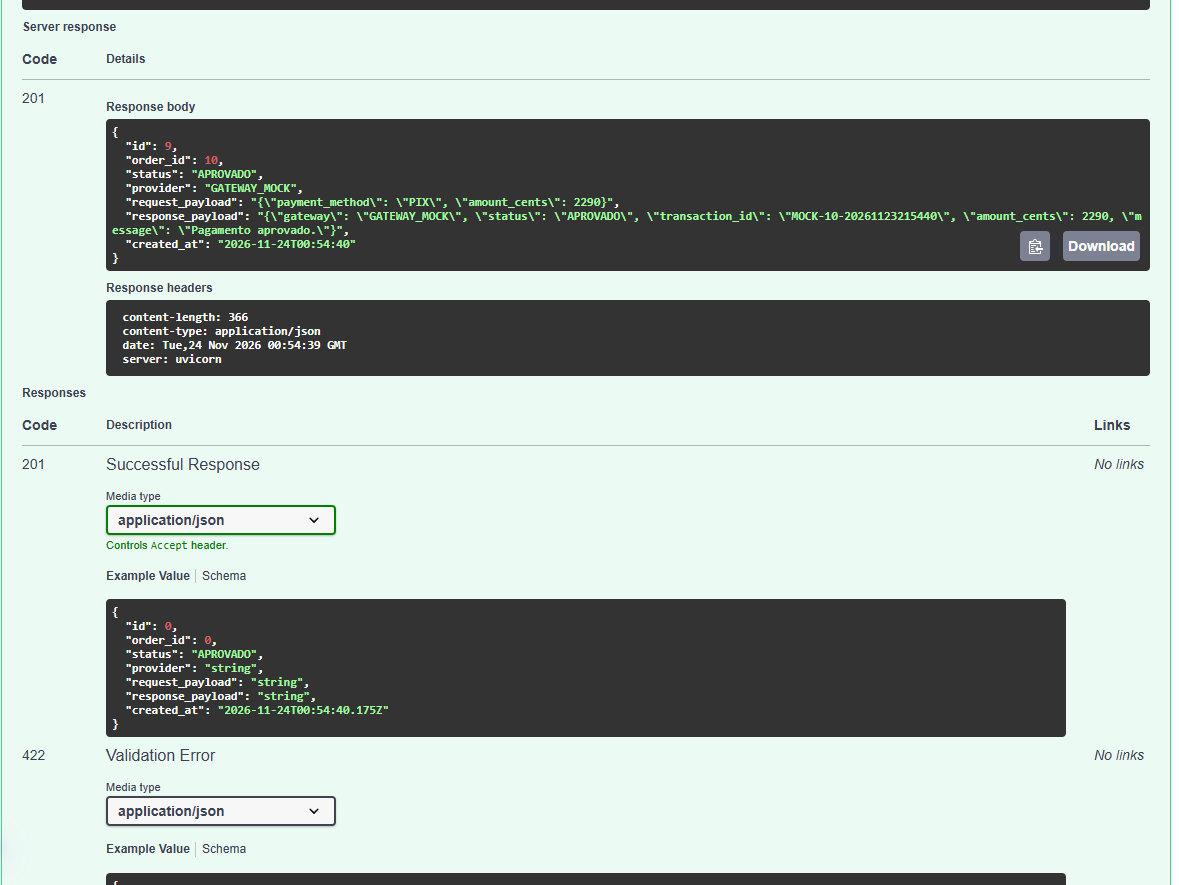 Server response
Code Details
201
Response body
{
  "id": 9,
  "order_id": 10,
  "status": "APROVADO",
  "provider": "GATEWAY_MOCK",
  "request_payload": "{\"payment_method\": \"PIX\", \"amount_cents\": 2290}",
  "response_payload": "{\"gateway\": \"GATEWAY_MOCK\", \"status\": \"APROVADO\", \"transaction_id\": \"MOCK-10-20261123215440\", \"amount_cents\": 2290, \"m
essage\": \"Pagamento aprovado.\"}",
  "created_at": "2026-11-24T00:54:40"
}
Download
Response headers
content-length: 366
content-type: application/json
date: Tue,24 Nov 2026 00:54:39 GMT
server: uvicorn
Responses
Code Description Links
201 Successful Response No links
Media type
application/json
Controls Accept header.
Example Value Schema
{
  "id": 0,
  "order_id": 0,
  "status": "APROVADO",
  "provider": "string",
  "request_payload": "string",
  "response_payload": "string",
  "created_at": "2026-11-24T00:54:40.175Z"
}
422 Validation Error No links
Media type
application/json
Example Value Schema
{